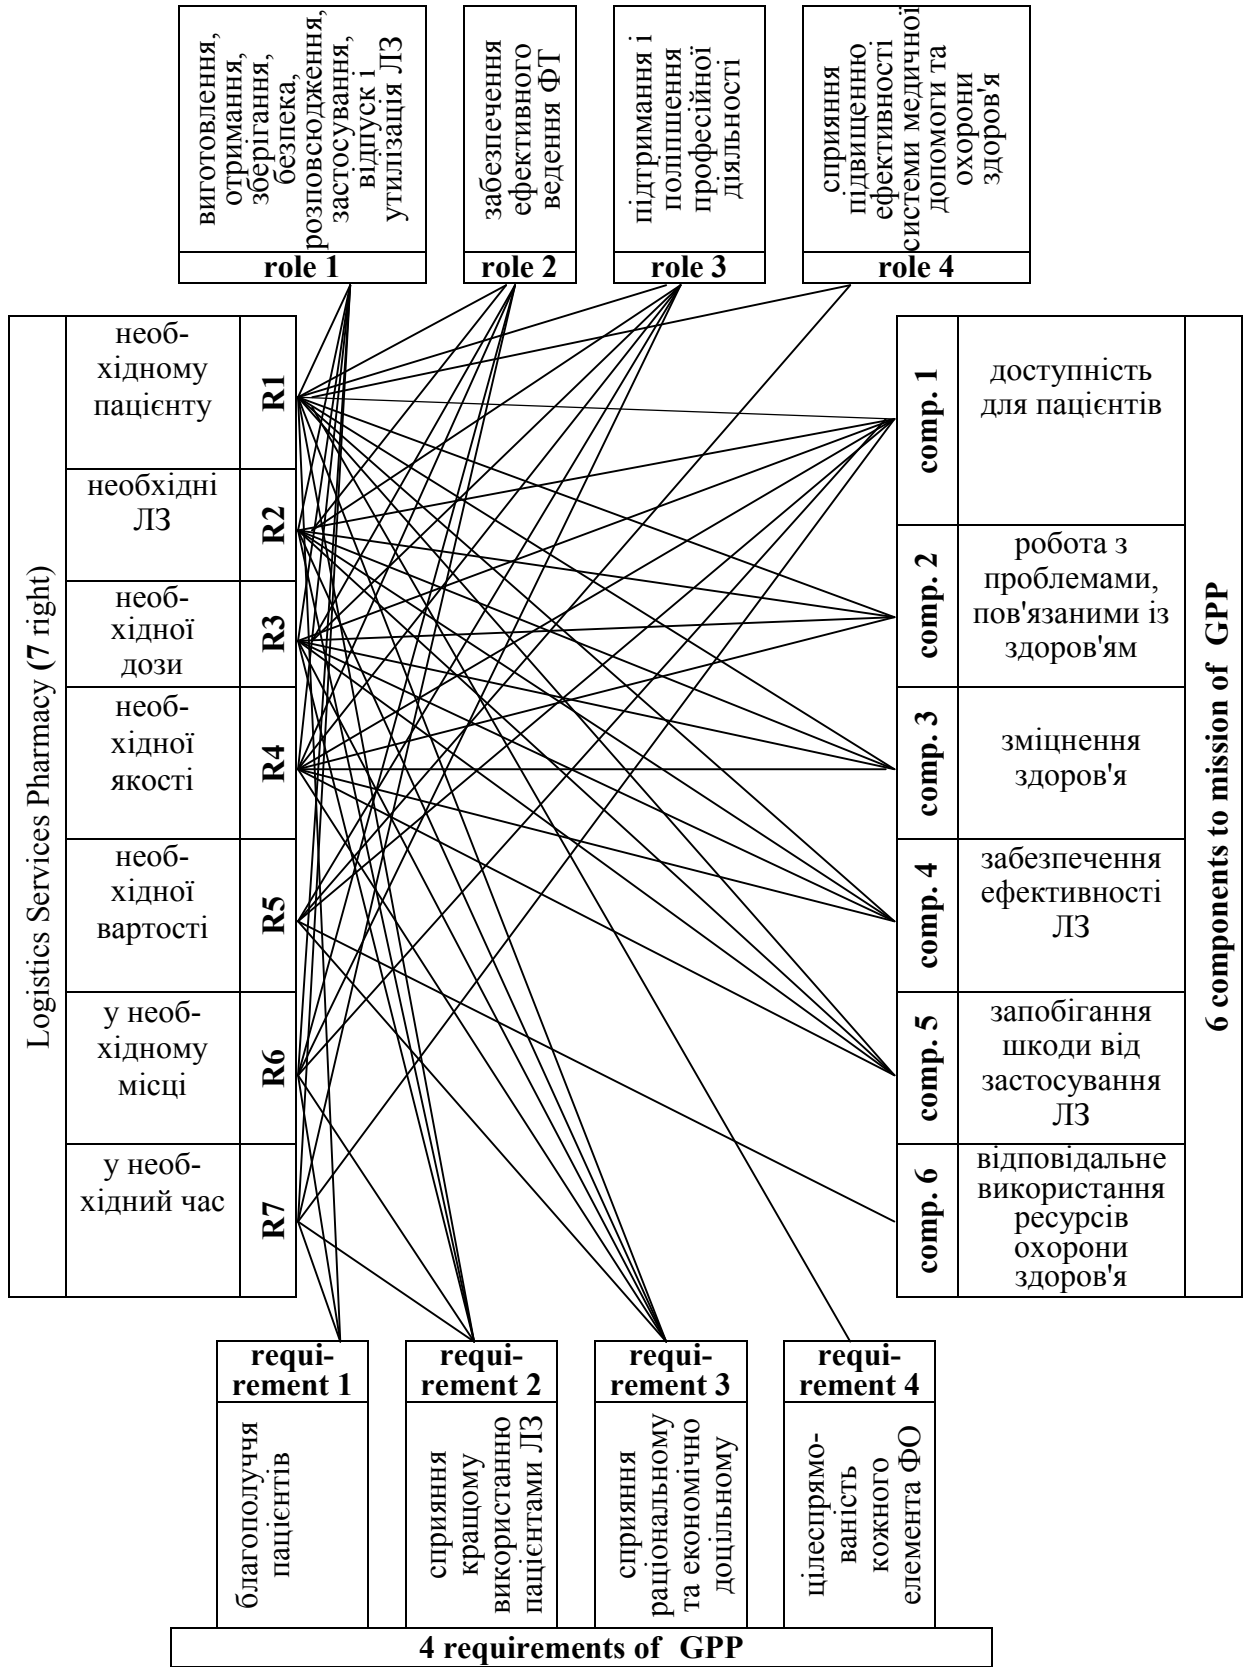 виготовлення,
отримання,
зберігання,
безпека,
розповсюдження,
застосування,
відпуск і
утилізація ЛЗ
role 1
забезпечення
ефективного
ведення ФТ
role 2
підтримання і
поліпшення
професійної
діяльності
role 3
сприяння
підвищенню
ефективності
системи медичної
допомоги та
охорони
здоров'я
role 4
Logistics Services Pharmacy (7 right)
необ-
хідному
пацієнту
R1
необхідні
ЛЗ
R2
необ-
хідної
дози
R3
необ-
хідної
якості
R4
необ-
хідної
вартості
R5
у необ-
хідному
місці
R6
у необ-
хідний час
R7
comp. 1
доступність
для пацієнтів
comp. 2
робота з
проблемами,
пов'язаними із
здоров'ям
comp. 3
зміцнення
здоров'я
comp. 4
забезпечення
ефективності
ЛЗ
comp. 5
запобігання
шкоди від
застосування
ЛЗ
comp. 6
відповідальне
використання
ресурсів
охорони
здоров'я
6 components to mission of GPP
requi-
rement 1
благополуччя
пацієнтів
requi-
rement 2
сприяння
кращому
використанню
пацієнтами ЛЗ
requi-
rement 3
сприяння
раціональному
та економічно
доцільному
requi-
rement 4
цілеспрямо-
ваність
кожного
елемента ФО
4 requirements of GPP